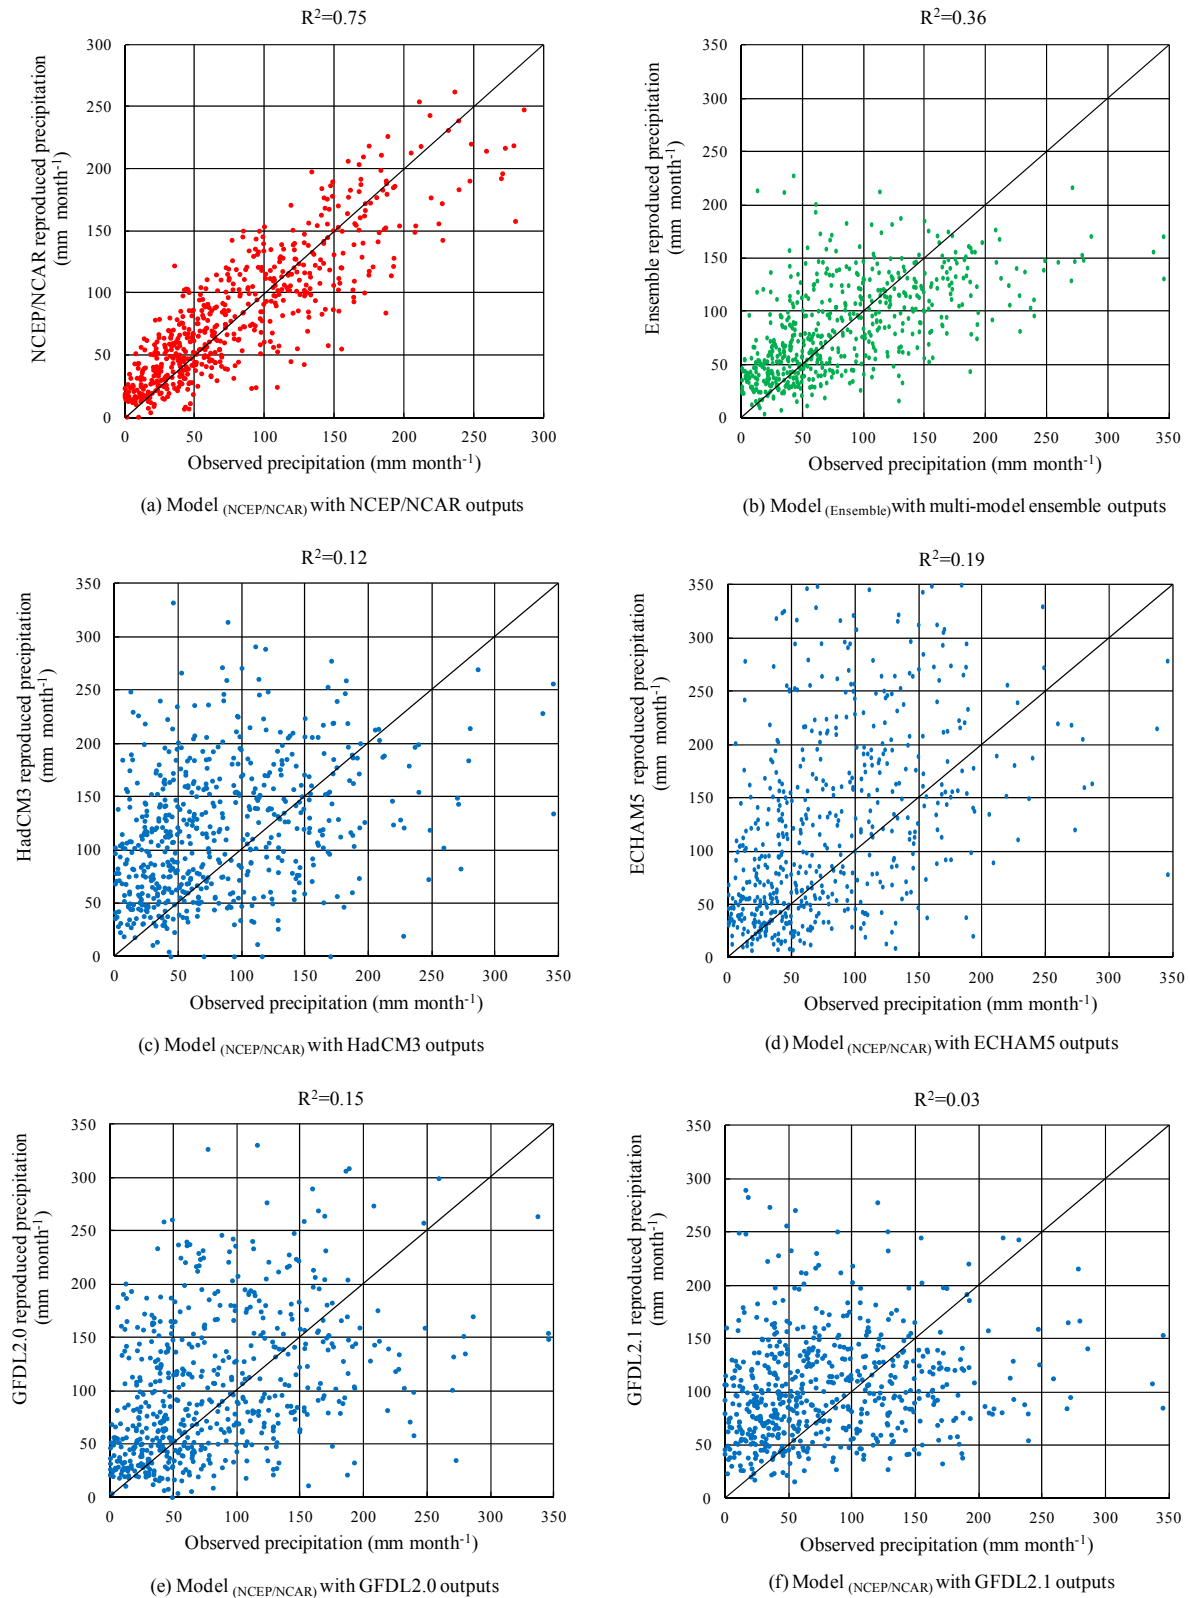 R²=0.75
NCEP/NCAR reproduced precipitation
(mm month⁻¹)
300
250
200
150
100
50
0
0 50 100 150 200 250 300
Observed precipitation (mm month⁻¹)
(a) Model (NCEP/NCAR) with NCEP/NCAR outputs
R²=0.36
Ensemble reproduced precipitation
(mm month⁻¹)
350
300
250
200
150
100
50
0
0 50 100 150 200 250 300 350
Observed precipitation (mm month⁻¹)
(b) Model (Ensemble) with multi-model ensemble outputs
R²=0.12
HadCM3 reproduced precipitation
(mm month⁻¹)
350
300
250
200
150
100
50
0
0 50 100 150 200 250 300 350
Observed precipitation (mm month⁻¹)
(c) Model (NCEP/NCAR) with HadCM3 outputs
R²=0.19
ECHAM5 reproduced precipitation
(mm month⁻¹)
350
300
250
200
150
100
50
0
0 50 100 150 200 250 300 350
Observed precipitation (mm month⁻¹)
(d) Model (NCEP/NCAR) with ECHAM5 outputs
R²=0.15
GFDL2.0 reproduced precipitation
(mm month⁻¹)
350
300
250
200
150
100
50
0
0 50 100 150 200 250 300 350
Observed precipitation (mm month⁻¹)
(e) Model (NCEP/NCAR) with GFDL2.0 outputs
R²=0.03
GFDL2.1 reproduced precipitation
(mm month⁻¹)
350
300
250
200
150
100
50
0
0 50 100 150 200 250 300 350
Observed precipitation (mm month⁻¹)
(f) Model (NCEP/NCAR) with GFDL2.1 outputs